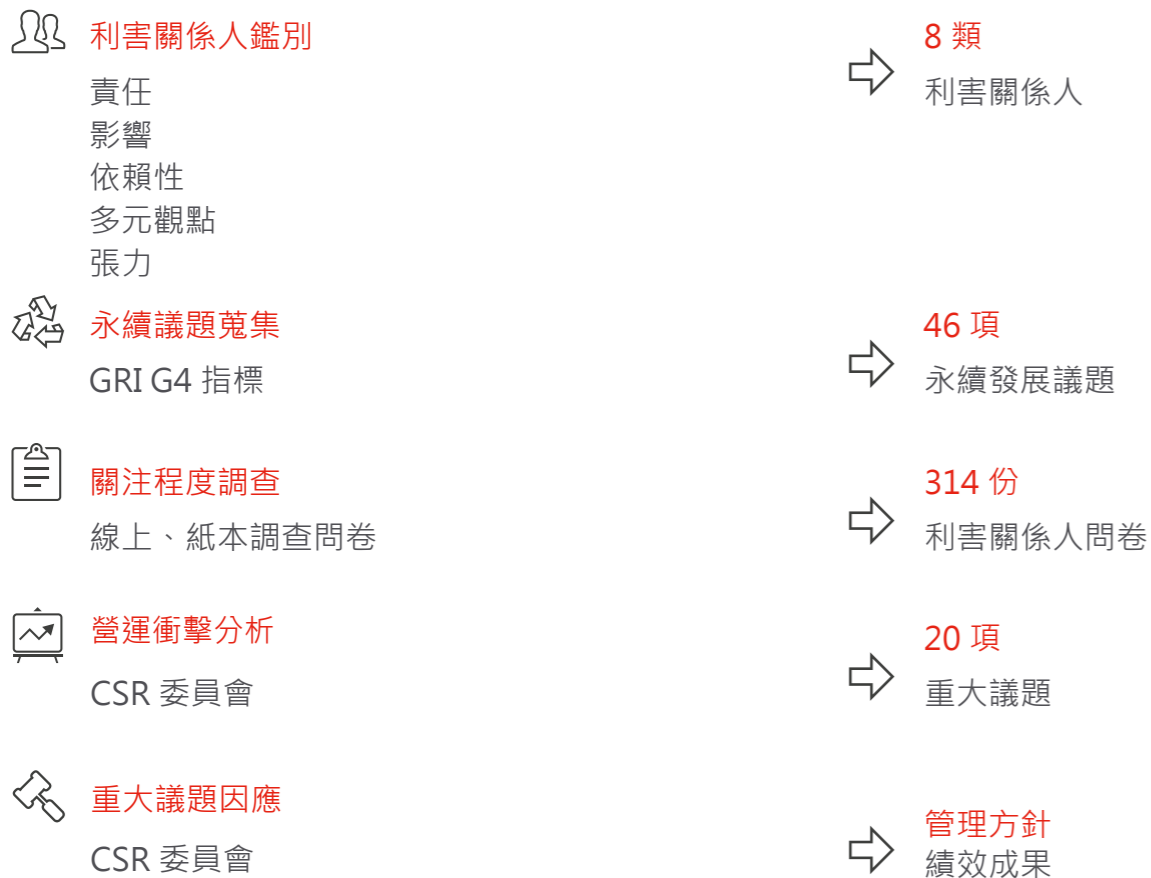 利害關係人鑑別
責任
影響
依賴性
多元觀點
張力
8 類
利害關係人
永續議題蒐集
GRI G4 指標
46 項
永續發展議題
關注程度調查
線上、紙本調查問卷
314 份
利害關係人問卷
營運衝擊分析
CSR 委員會
20 項
重大議題
重大議題因應
CSR 委員會
管理方針
績效成果